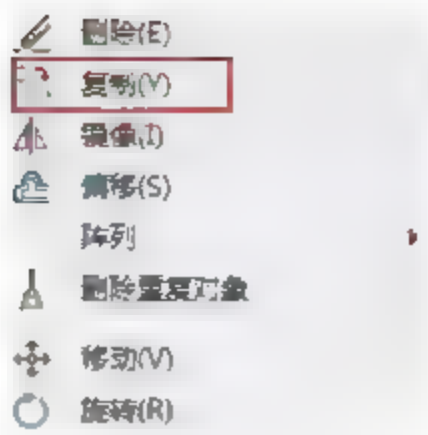 删除(E)
复制(Y)
镜像(I)
偏移(S)
阵列
删除重复对象
移动(V)
旋转(R)